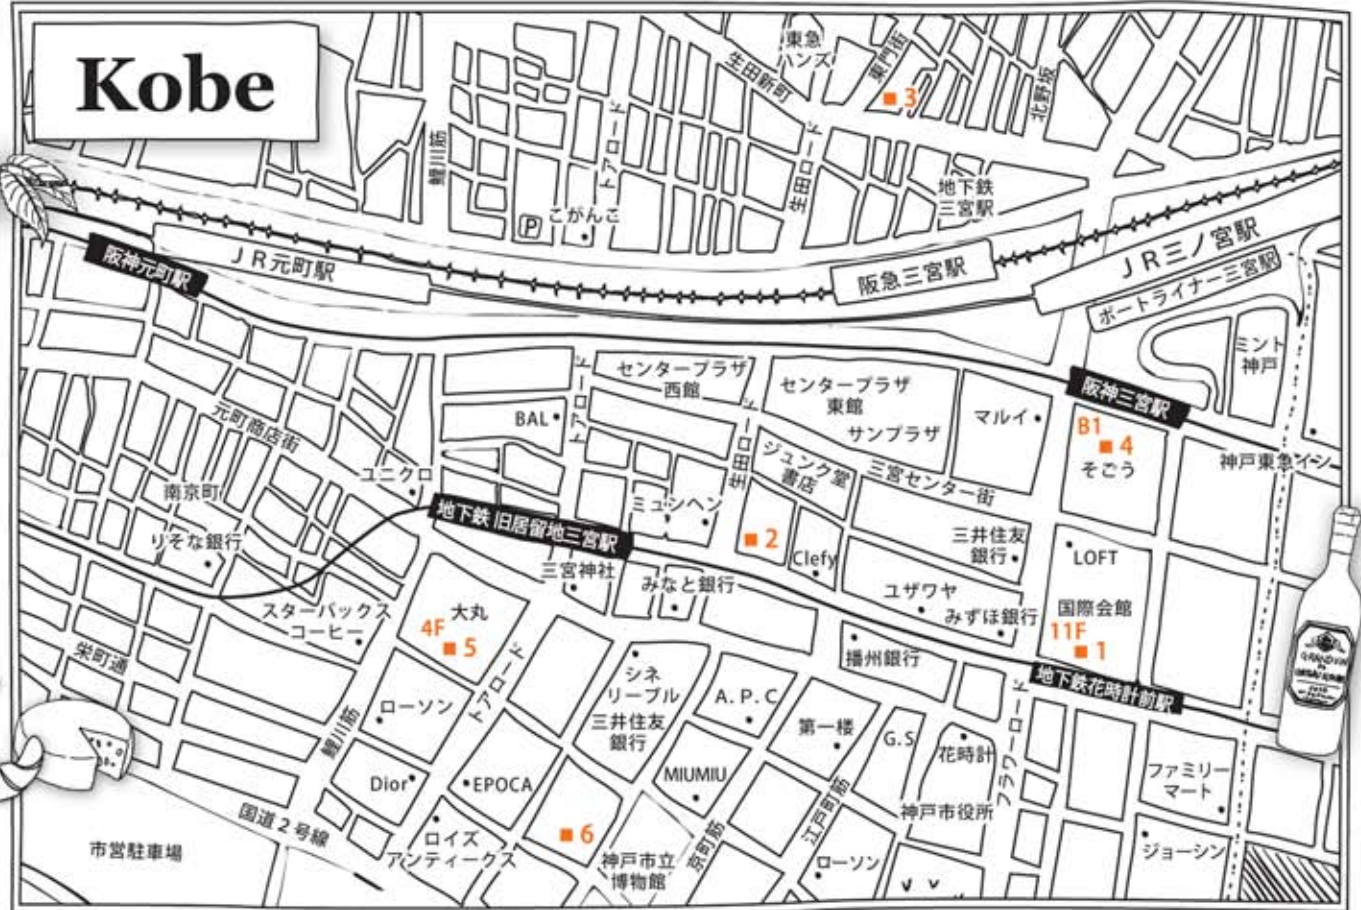 Kobe
東急
ハンズ
東門街
生田新町
3
北野坂
鯉川筋
トアロード
生田ロード
地下鉄
三宮駅
P
こがんこ
阪神元町駅
JR元町駅
阪急三宮駅
JR三ノ宮駅
ポートライナー三宮駅
ミント
神戸
センタープラザ
西館
センタープラザ
東館
サンプラザ
マルイ
阪神三宮駅
B1
4
そごう
神戸東急イン
BAL
トアロード
生田ロード
元町商店街
ジュンク堂
書店
三宮センター街
ユニクロ
南京町
りそな銀行
地下鉄 旧居留地三宮駅
ミュンヘン
2
Clefy
三井住友
銀行
LOFT
三宮神社
みなと銀行
ユザワヤ
みずほ銀行
国際会館
11F
1
スターバックス
コーヒー
大丸
4F
5
栄町通
播州銀行
地下鉄花時計前駅
シネ
リーブル
三井住友
銀行
A.P.C
第一楼
G.S
花時計
フラワーロード
ローソン
トアロード
鯉川筋
Dior
EPOCA
MIUMIU
神戸市役所
ファミリー
マート
江戸町筋
国道2号線
ロイズ
アンティークス
6
神戸市立
博物館
京町筋
ローソン
ジョーシン
市営駐車場